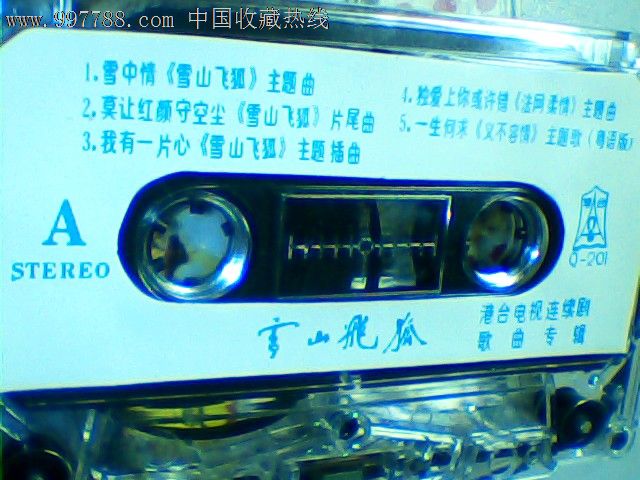 www.997788.com 中国收藏热线
1.雪中情《雪山飞狐》主题曲
2.莫让红颜守空尘《雪山飞狐》片尾曲
3.我有一片心《雪山飞狐》主题插曲
4.独爱上你或许错《法网柔情》主题曲
5.一生何求《义不容情》主题歌(粤语版)
A
STEREO
Q-201
雪山飛狐
港台电视连续剧
歌曲专辑